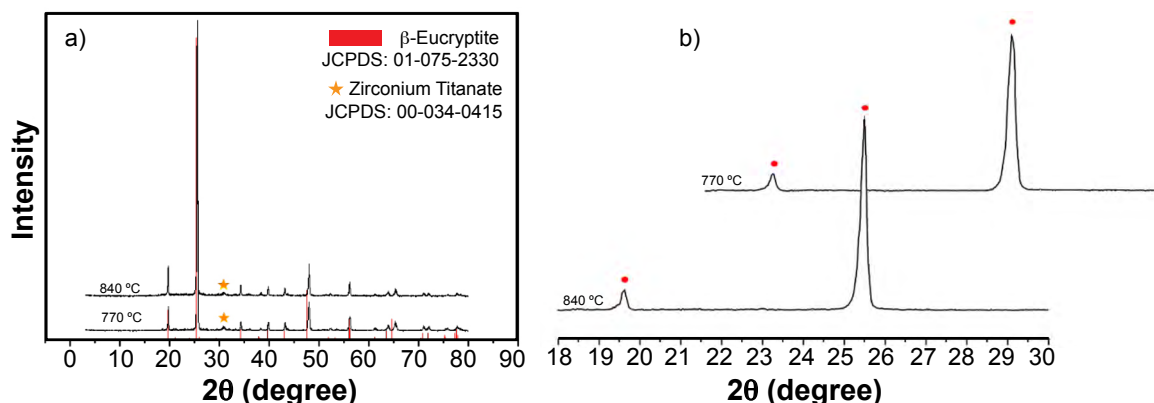 a)
β-Eucryptite
JCPDS: 01-075-2330
★ Zirconium Titanate
JCPDS: 00-034-0415
Intensity
840 ºC
770 ºC
0 10 20 30 40 50 60 70 80 90
2θ (degree)
b)
770 ºC
840 ºC
18 19 20 21 22 23 24 25 26 27 28 29 30
2θ (degree)